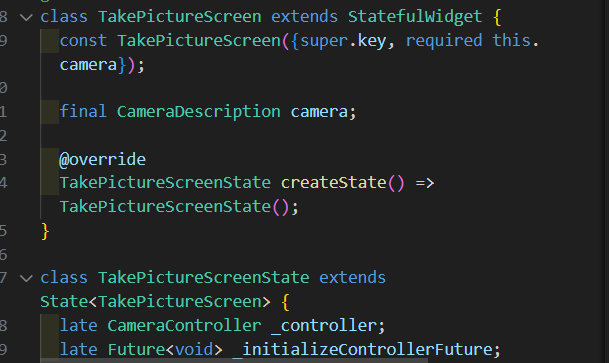 8 class TakePictureScreen extends StatefulWidget {
9 const TakePictureScreen({super.key, required this.
camera});
0
1 final CameraDescription camera;
2
3 @override
4 TakePictureScreenState createState() =>
TakePictureScreenState();
5 }
6
7 class TakePictureScreenState extends
State<TakePictureScreen> {
8 late CameraController _controller;
9 late Future<void> _initializeControllerFuture;